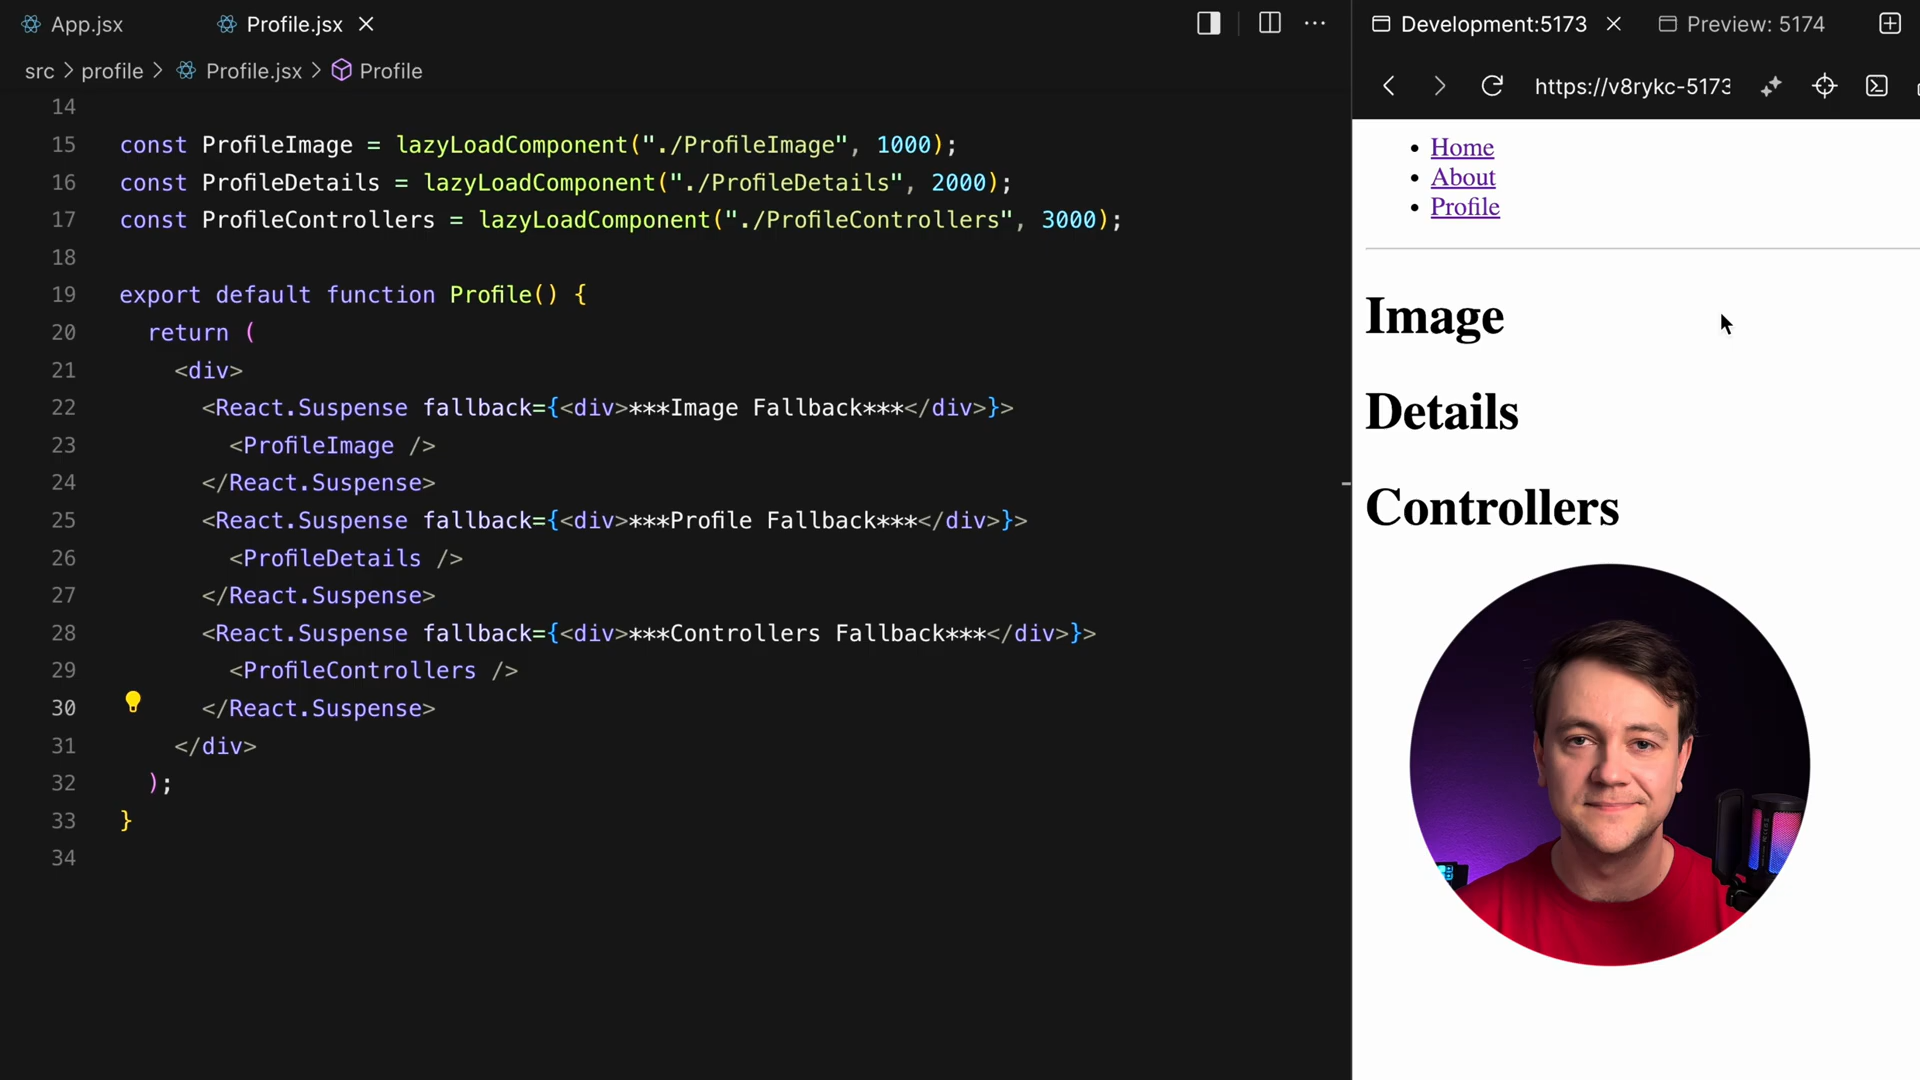 App.jsx
Profile.jsx
src > profile > Profile.jsx > Profile
14
15 const ProfileImage = lazyLoadComponent("./ProfileImage", 1000);
16 const ProfileDetails = lazyLoadComponent("./ProfileDetails", 2000);
17 const ProfileControllers = lazyLoadComponent("./ProfileControllers", 3000);
18
19 export default function Profile() {
20 return (
21 <div>
22 <React.Suspense fallback={<div>***Image Fallback***</div>}>
23 <ProfileImage />
24 </React.Suspense>
25 <React.Suspense fallback={<div>***Profile Fallback***</div>}>
26 <ProfileDetails />
27 </React.Suspense>
28 <React.Suspense fallback={<div>***Controllers Fallback***</div>}>
29 <ProfileControllers />
30 </React.Suspense>
31 </div>
32 );
33 }
34
Development:5173
Preview: 5174
https://v8rykc-5173
Home
About
Profile
Image
Details
Controllers